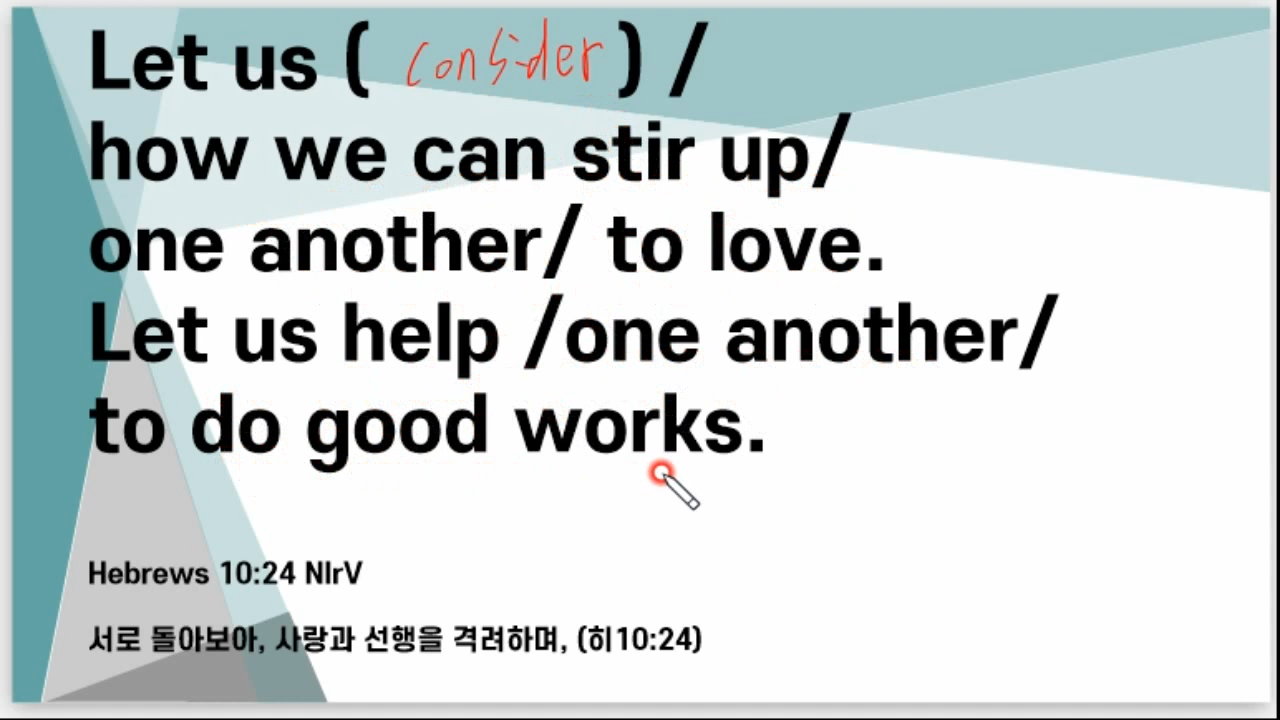 Let us ( consider ) /
how we can stir up/
one another/ to love.
Let us help /one another/
to do good works.
Hebrews 10:24 NIrV
서로 돌아보아, 사랑과 선행을 격려하며, (히10:24)